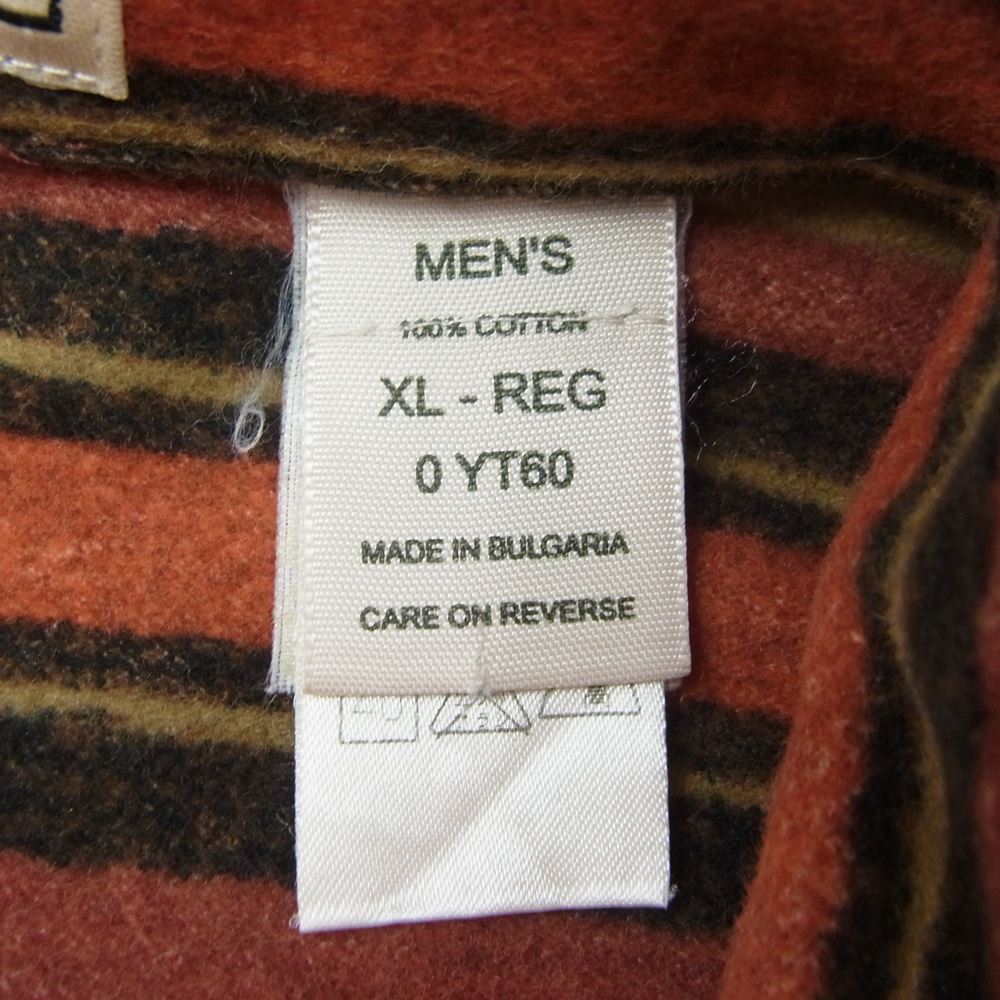 MEN'S
100% COTTON
XL - REG
0 YT60
MADE IN BULGARIA
CARE ON REVERSE